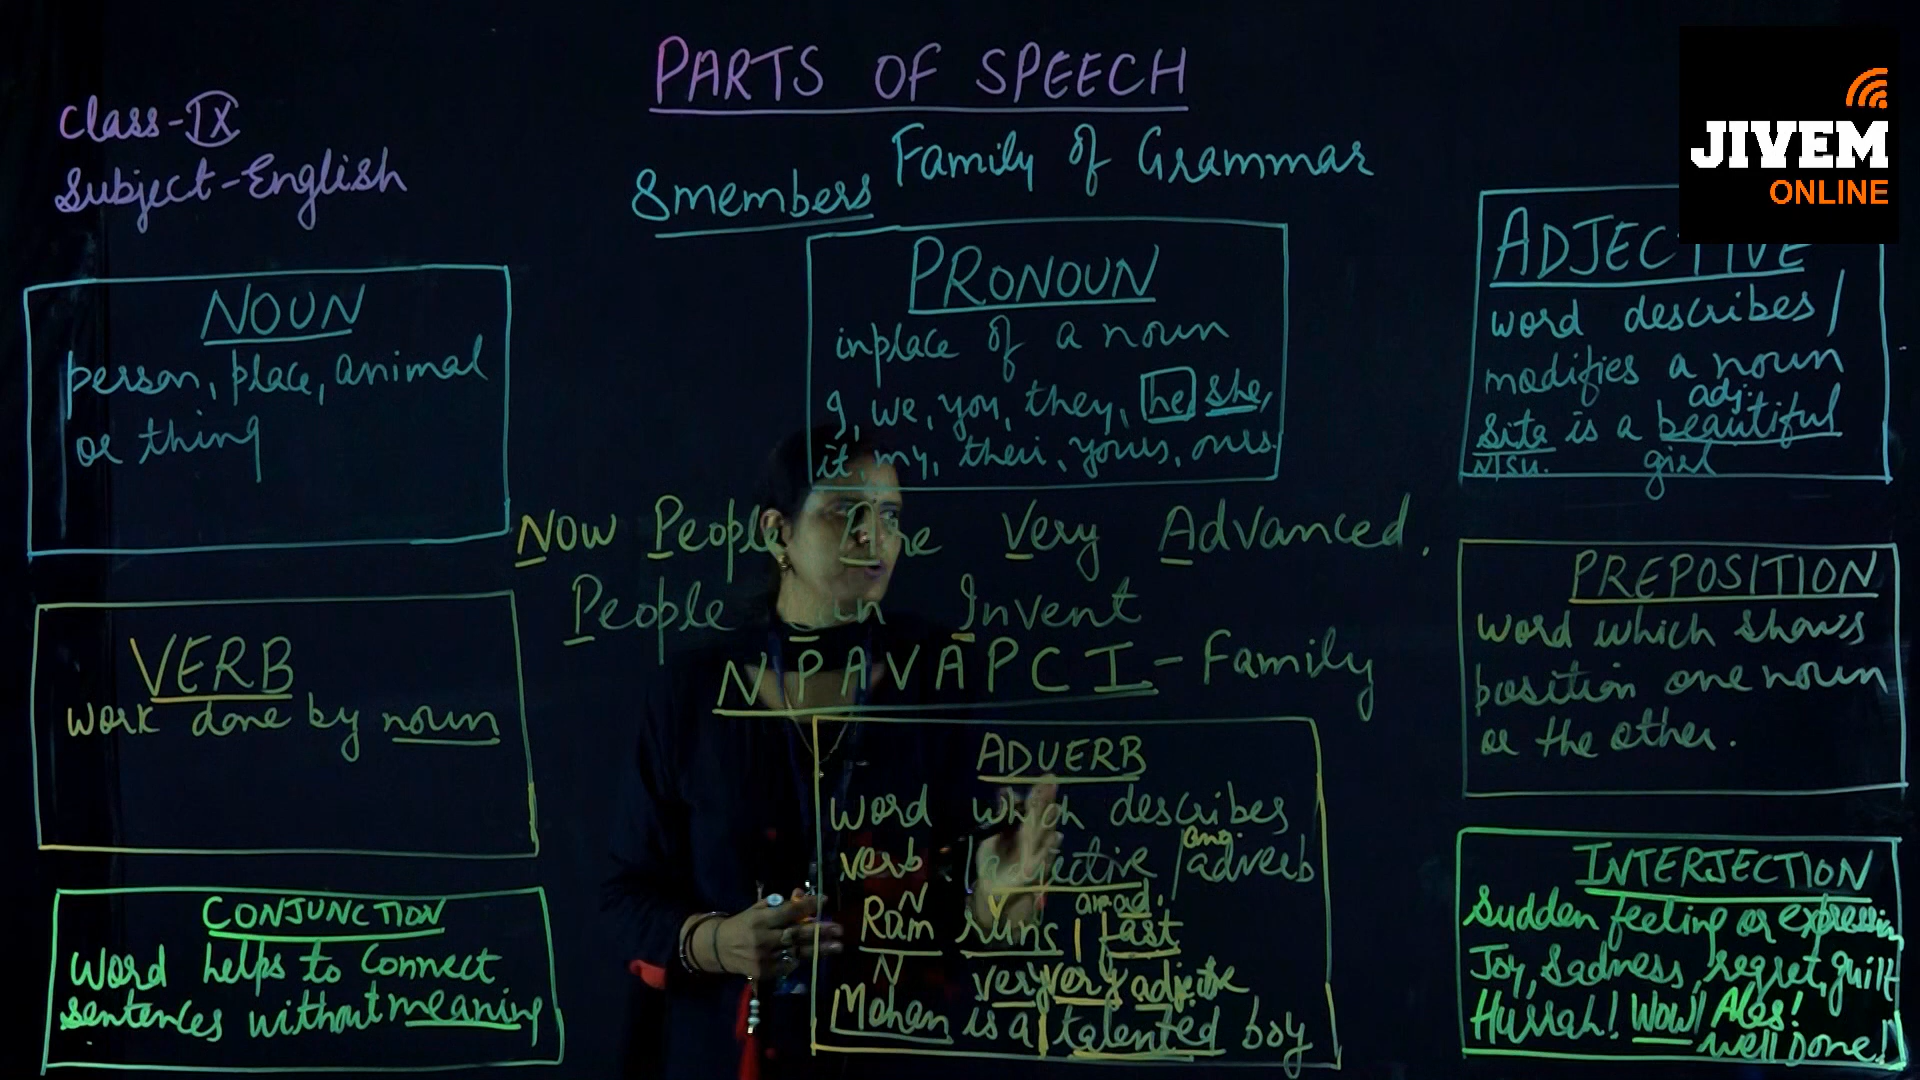 PARTS OF SPEECH
Class-IX
Subject-English
8 members Family of Grammar
JIVEM
ONLINE
NOUN
person, place, animal
or thing
PRONOUN
inplace of a noun
I, we, you, they, he she,
it, my, their, yours, ours.
ADJECTIVE
word describes/
modifies a noun
adj.
Sita is a beautiful
girl
Now People Are Very Advanced.
People Can Invent
NPAVAPCI - Family
VERB
work done by noun
PREPOSITION
word which shows
position one noun
or the other.
ADVERB
word which describes
verb /adjective /adverb
N V ad.
Ram runs fast
N very very adjective
Mohan is a talented boy
CONJUNCTION
word helps to connect
sentences without meaning
INTERJECTION
Sudden feeling or expression
Joy, Sadness, regret, guilt
Hurrah! Wow! Alas!
well done!